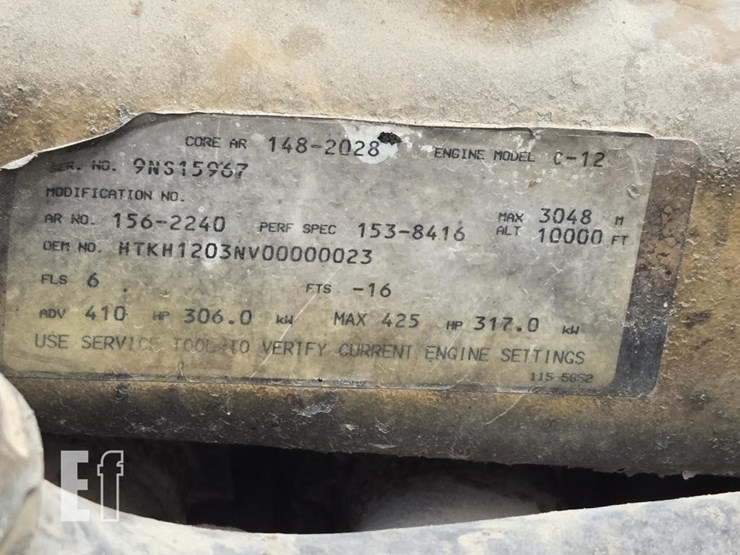 CORE AR 148-2028 ENGINE MODEL C-12
SER. NO. 9NS15967
MODIFICATION NO.
AR NO. 156-2240 PERF SPEC 153-8416 MAX ALT 3048 M 10000 FT
OEM NO. HTKH1203NV00000023
FLS 6 FTS -16
ADV 410 HP 306.0 kW MAX 425 HP 317.0 kW
USE SERVICE TOOL TO VERIFY CURRENT ENGINE SETTINGS
Ef